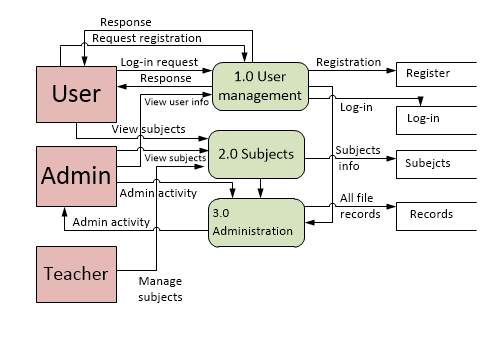 Response
Request registration
Log-in request
Response
User
1.0 User
management
Registration
Register
View user info
Log-in
Log-in
View subjects
2.0 Subjects
View subjects
Subjects
info
Subejcts
Admin
Admin activity
3.0
Administration
All file
records
Records
Admin activity
Teacher
Manage
subjects